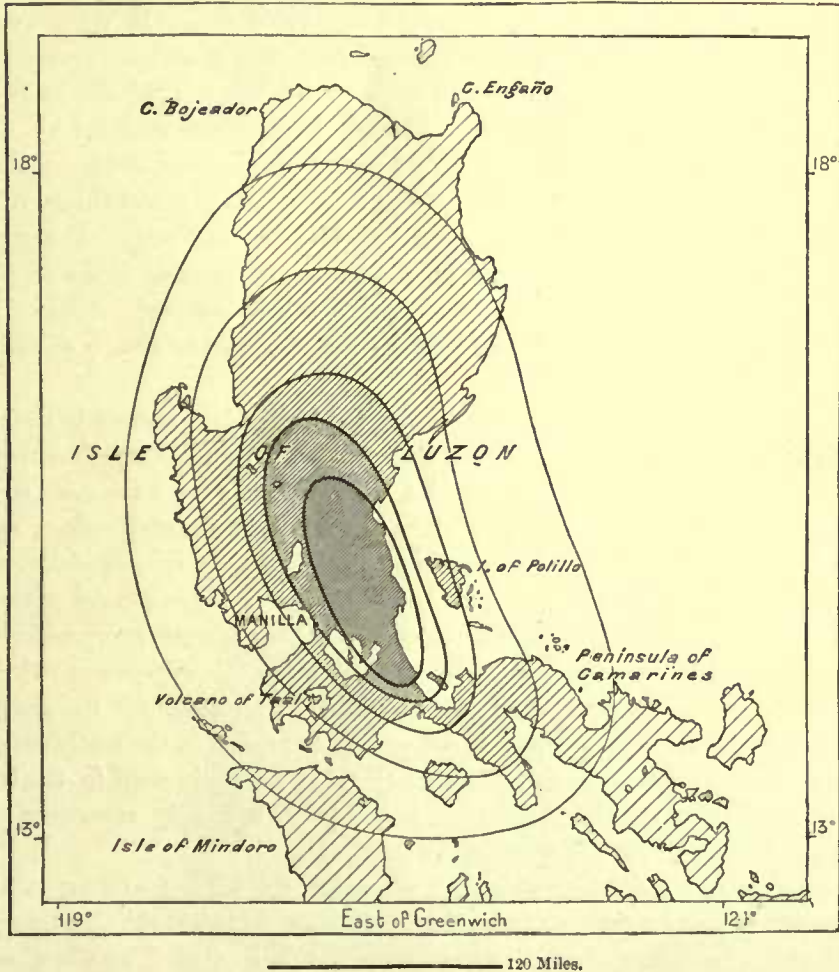 C. Bojeador
C. Engaño
18°
18°
ISLE OF LUZON
I. of Polillo
MANILLA
Peninsula of
Camarines
Volcano of Taal
13°
13°
Isle of Mindoro
119°
East of Greenwich
124°
120 Miles.